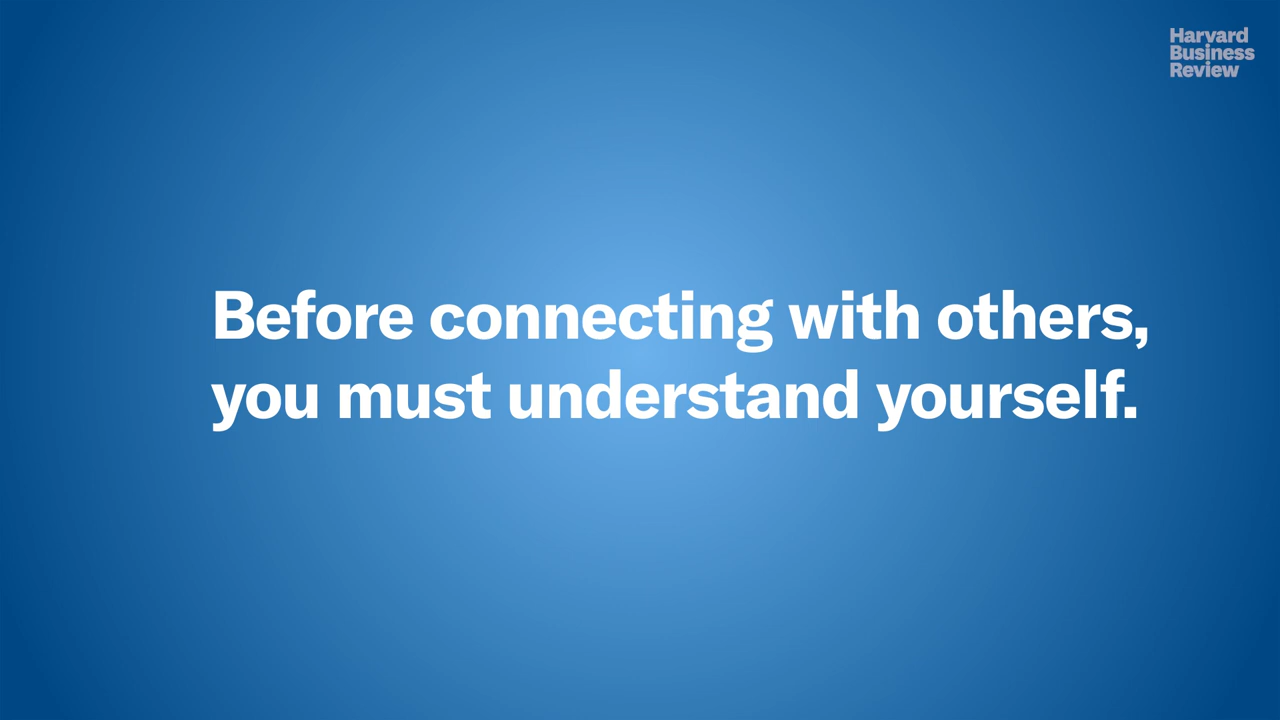 Harvard
Business
Review
Before connecting with others,
you must understand yourself.